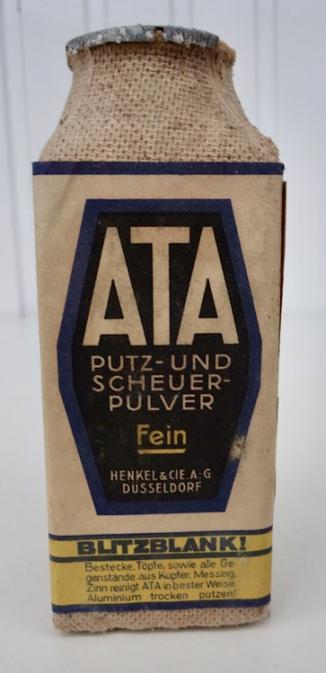 ATA
PUTZ- UND
SCHEUER-
PULVER
Fein
HENKEL & CIE. A.-G
DÜSSELDORF
BLITZBLANK!
Bestecke, Töpfe, sowie alle Ge-
genstände aus Kupfer, Messing,
Zinn reinigt ATA in bester Weise
Aluminium trocken putzen!